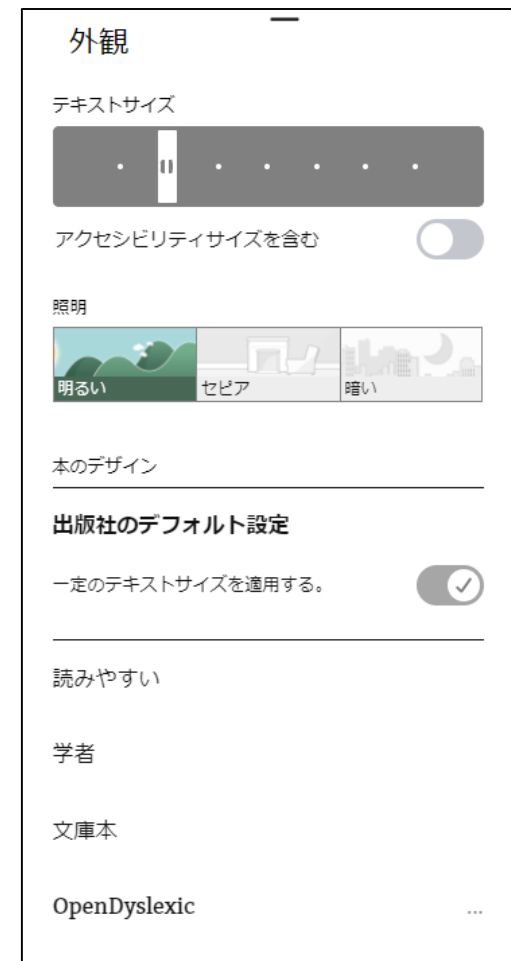 外観
テキストサイズ
アクセシビリティサイズを含む
照明
明るい
セピア
暗い
本のデザイン
出版社のデフォルト設定
一定のテキストサイズを適用する。
読みやすい
学者
文庫本
OpenDyslexic
...